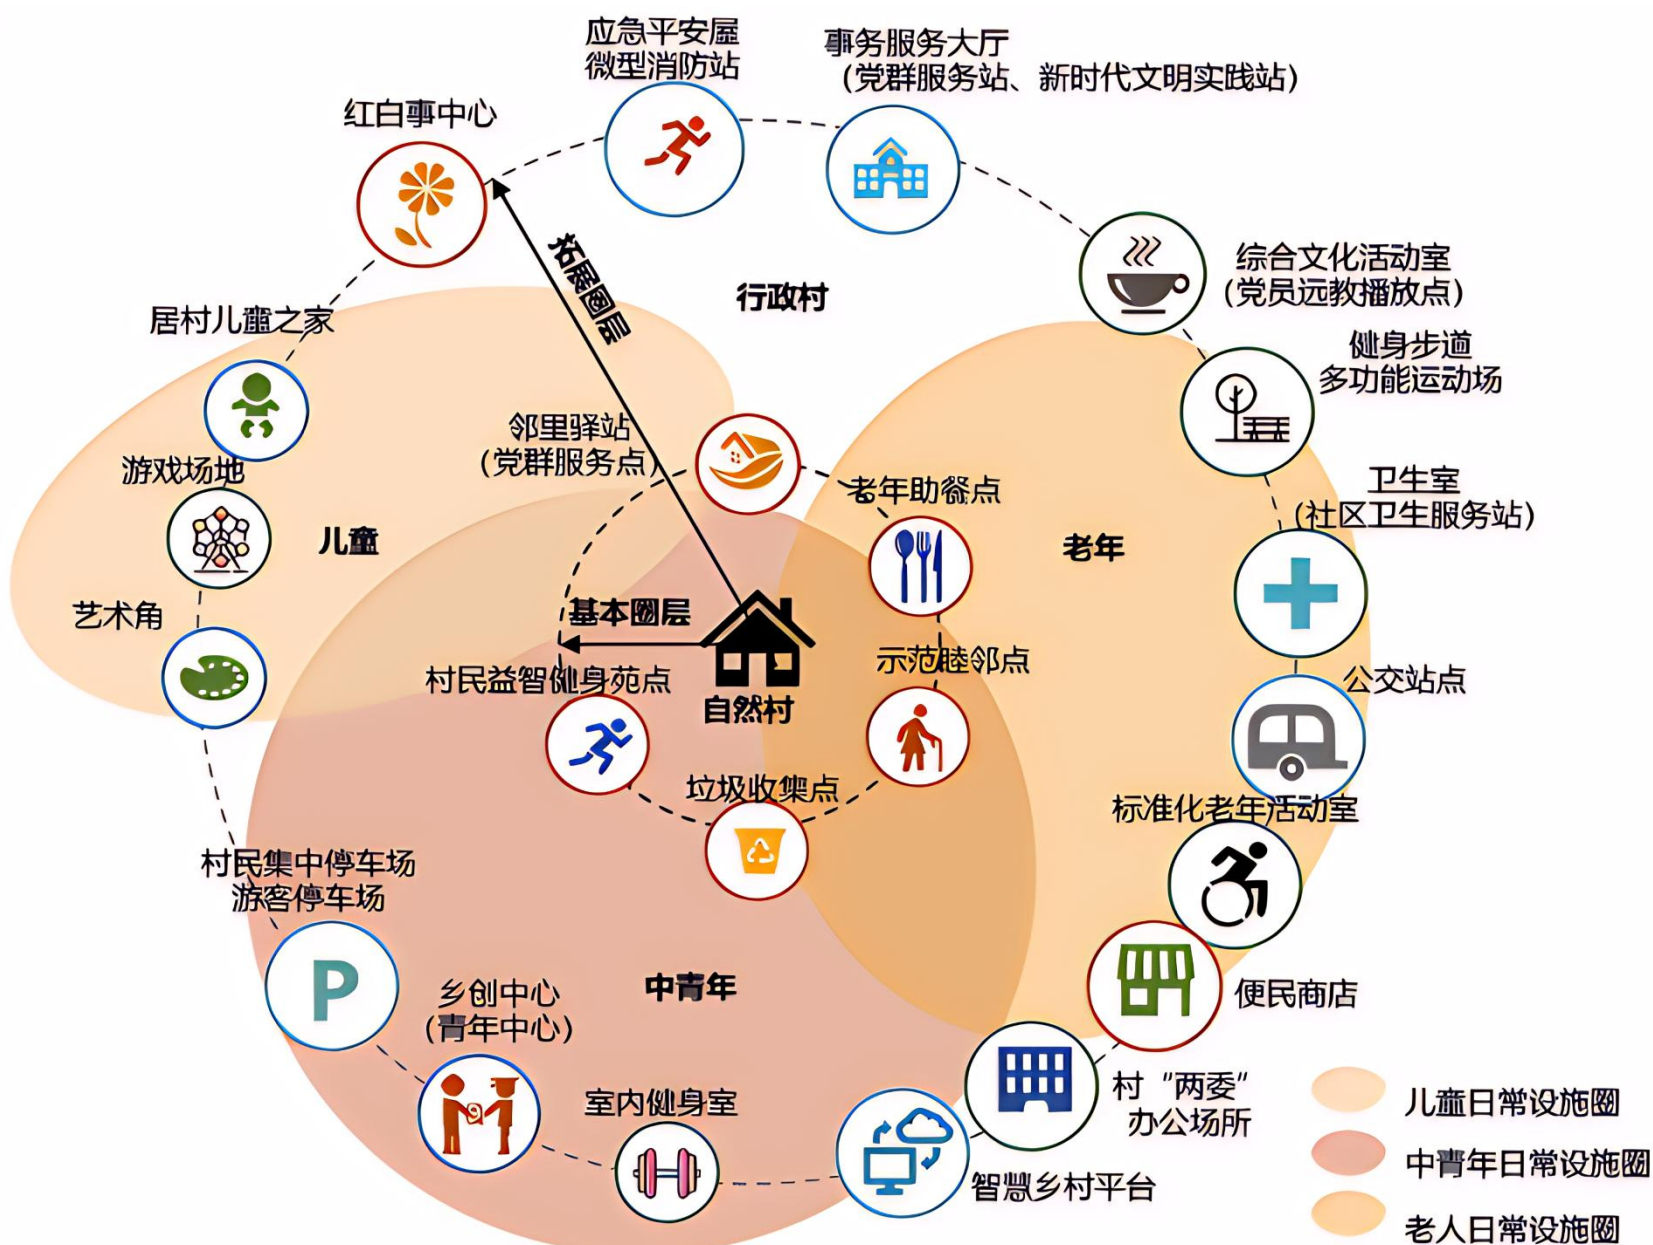 应急平安屋
微型消防站
事务服务大厅
（党群服务站、新时代文明实践站）
红白事中心
拓展圈层
行政村
综合文化活动室
（党员远教播放点）
居村儿童之家
健身步道
多功能运动场
邻里驿站
（党群服务点）
游戏场地
老年助餐点
卫生室
（社区卫生服务站）
儿童
老年
艺术角
基本圈层
村民益智健身苑点
自然村
示范睦邻点
公交站点
垃圾收集点
标准化老年活动室
村民集中停车场
游客停车场
P
中青年
乡创中心
（青年中心）
便民商店
室内健身室
村“两委”
办公场所
智慧乡村平台
儿童日常设施圈
中青年日常设施圈
老人日常设施圈